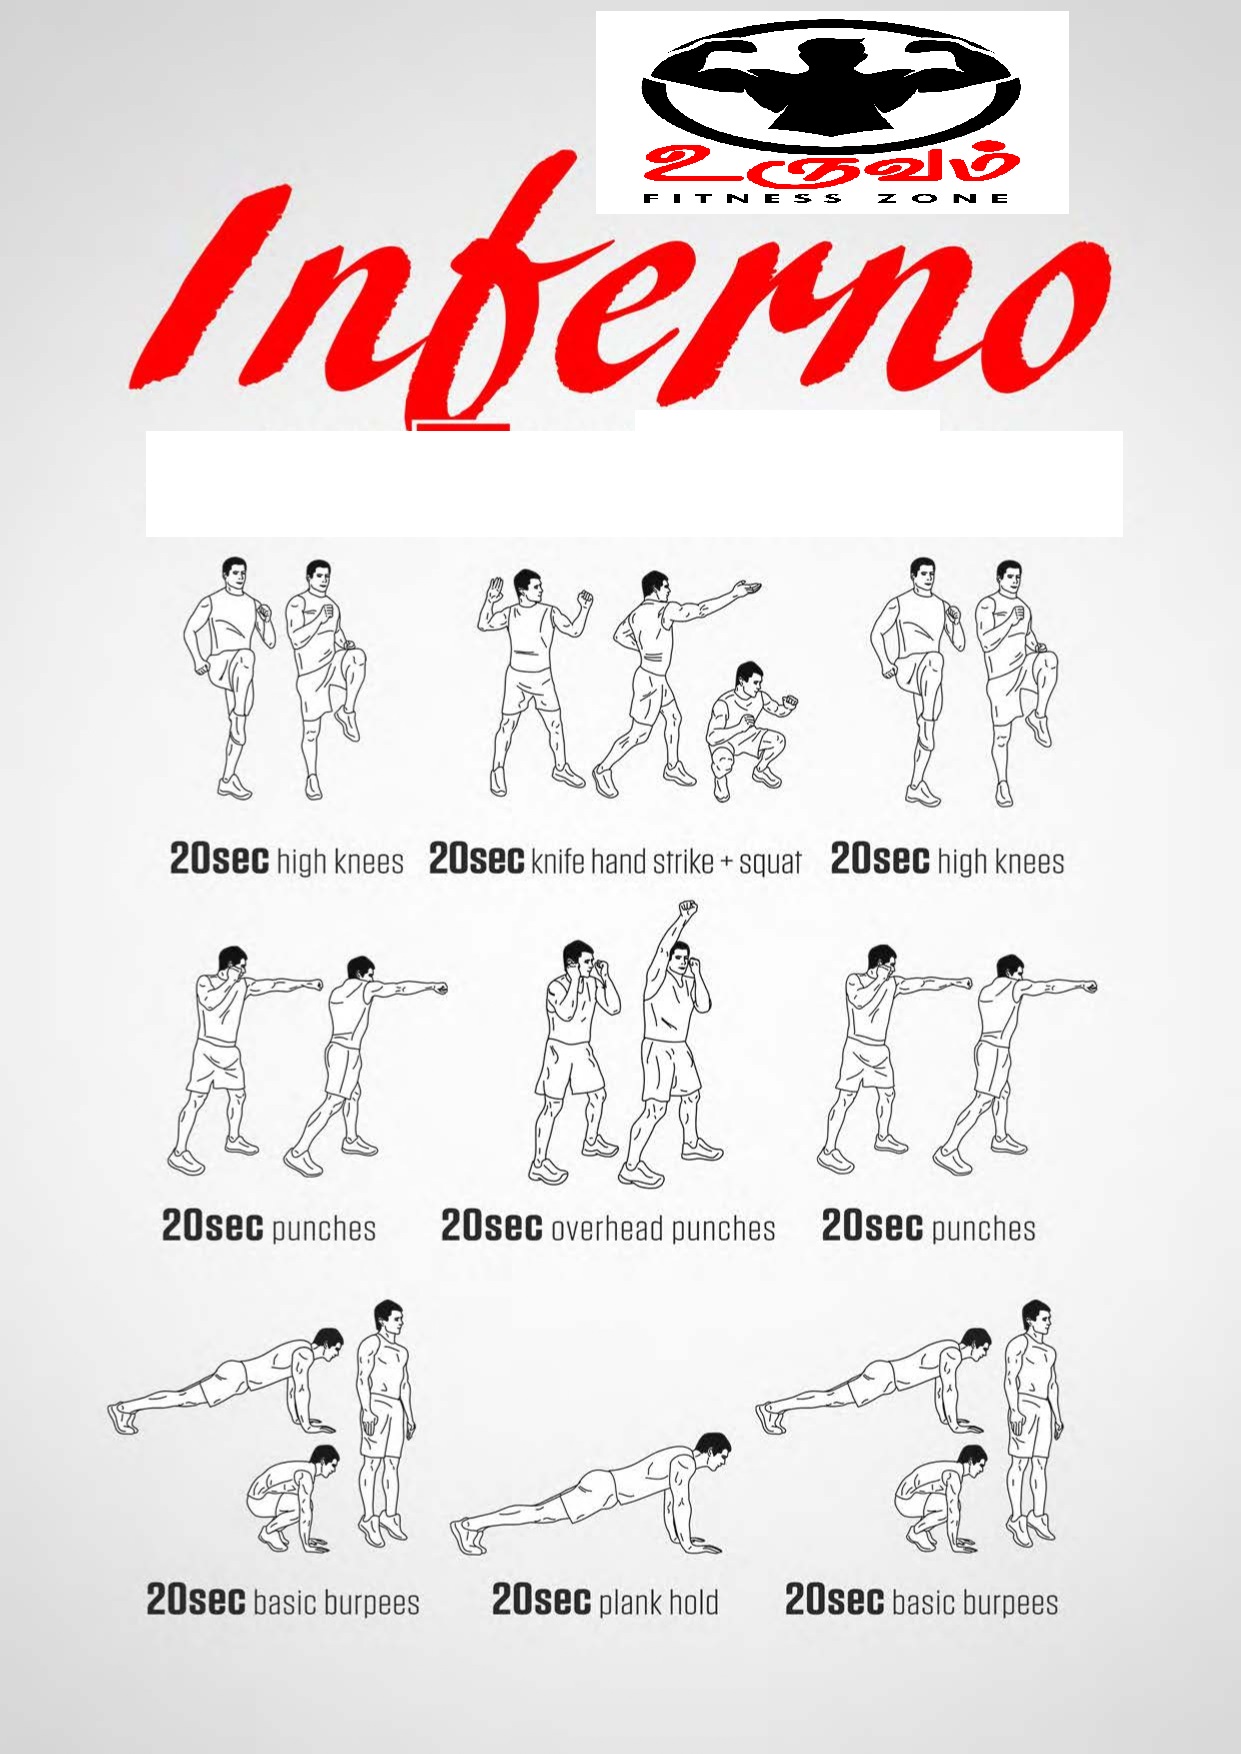 உருவம்
FITNESS ZONE
Inferno
20sec high knees
20sec knife hand strike + squat
20sec high knees
20sec punches
20sec overhead punches
20sec punches
20sec basic burpees
20sec plank hold
20sec basic burpees